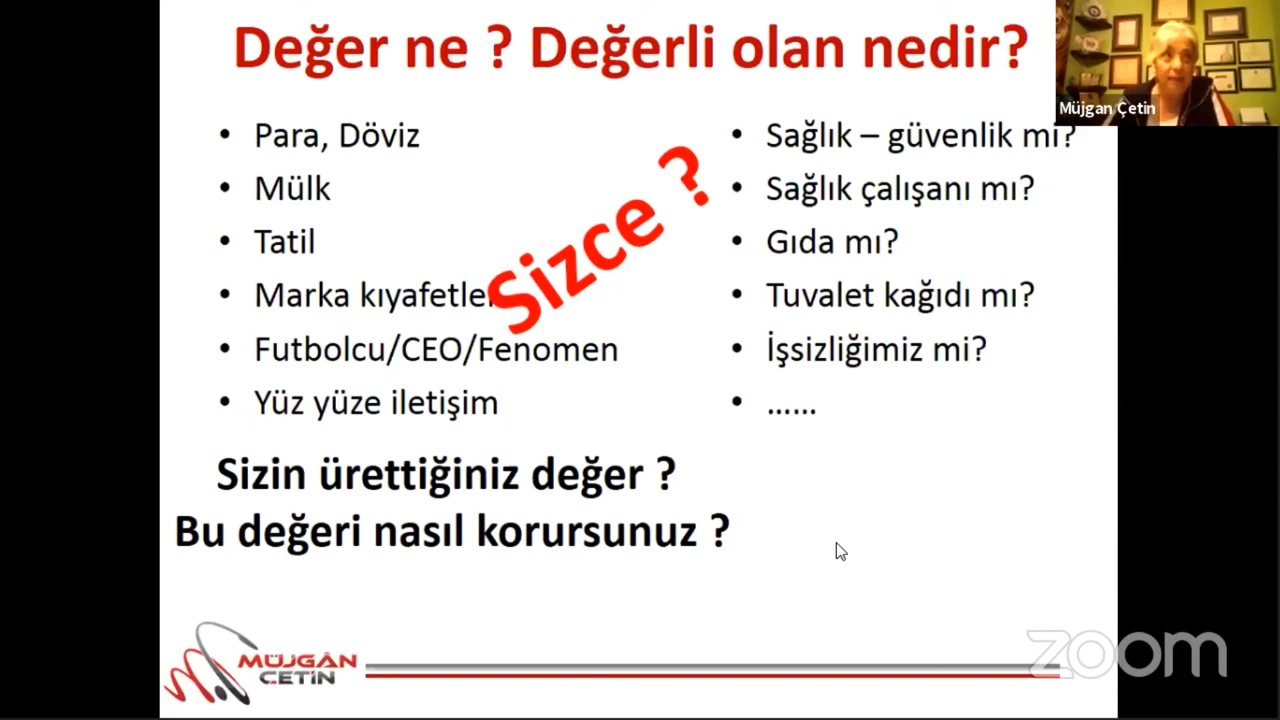 Değer ne ? Değerli olan nedir?
Müjgan Çetin
• Para, Döviz
• Mülk
• Tatil
• Marka kıyafetler
• Futbolcu/CEO/Fenomen
• Yüz yüze iletişim
Sizce ?
• Sağlık – güvenlik mi?
• Sağlık çalışanı mı?
• Gıda mı?
• Tuvalet kağıdı mı?
• İşsizliğimiz mi?
• ......
Sizin ürettiğiniz değer ?
Bu değeri nasıl korursunuz ?
MÜJGÂN
ÇETİN
zoom